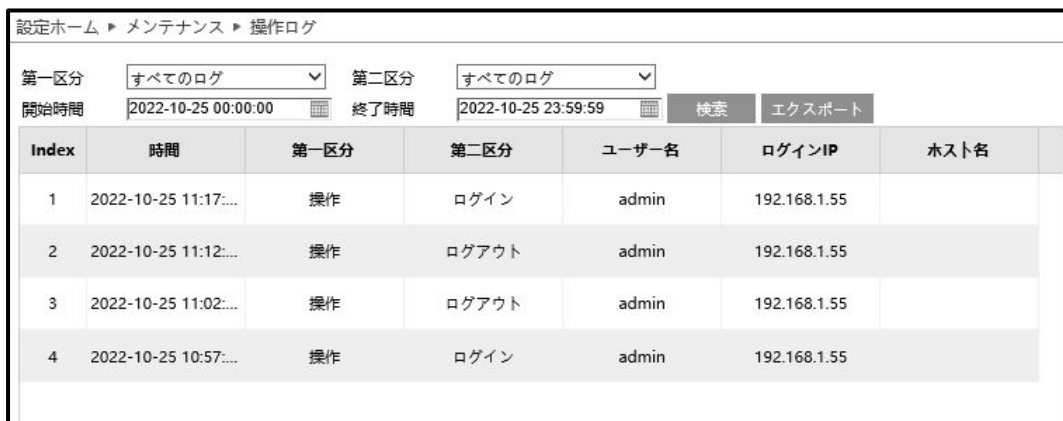 設定ホーム ▶ メンテナンス ▶ 操作ログ
第一区分 すべてのログ 第二区分 すべてのログ
開始時間 2022-10-25 00:00:00 終了時間 2022-10-25 23:59:59 検索 エクスポート
Index 時間 第一区分 第二区分 ユーザー名 ログインIP ホスト名
1 2022-10-25 11:17:... 操作 ログイン admin 192.168.1.55
2 2022-10-25 11:12:... 操作 ログアウト admin 192.168.1.55
3 2022-10-25 11:02:... 操作 ログアウト admin 192.168.1.55
4 2022-10-25 10:57:... 操作 ログイン admin 192.168.1.55